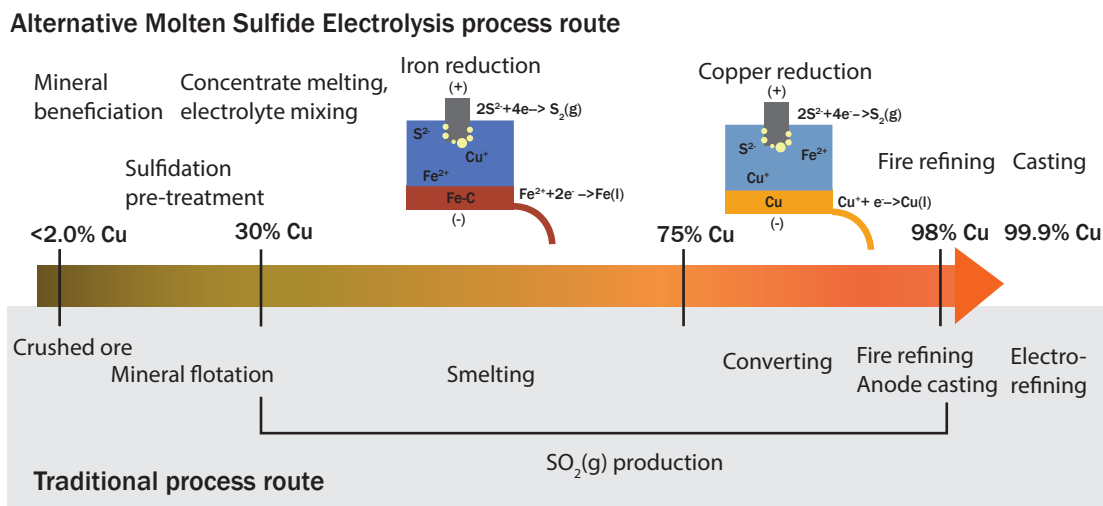 Alternative Molten Sulfide Electrolysis process route
Mineral
beneficiation
Concentrate melting,
electrolyte mixing
Sulfidation
pre-treatment
Iron reduction
(+)
2S²⁻+4e–> S₂(g)
S²⁻
Cu⁺
Fe²⁺
Fe-C
Fe²⁺+2e⁻ –>Fe(l)
(-)
Copper reduction
(+)
2S²⁻+4e⁻–>S₂(g)
S²⁻
Fe²⁺
Cu⁺
Cu
Cu⁺+ e⁻–>Cu(l)
(-)
Fire refining
Casting
<2.0% Cu
30% Cu
75% Cu
98% Cu
99.9% Cu
Crushed ore
Mineral flotation
Smelting
Converting
Fire refining
Anode casting
Electro-
refining
SO₂(g) production
Traditional process route